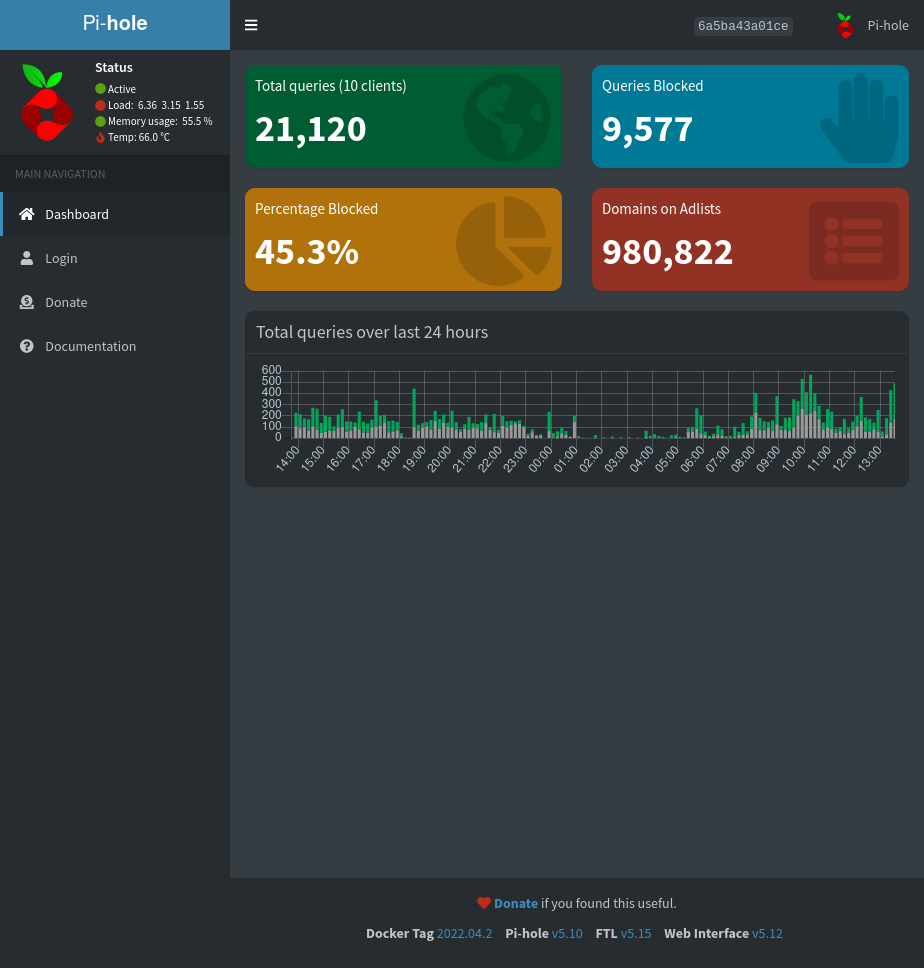 Pi-hole
6a5ba43a01ce
Pi-hole
Status
Active
Load: 6.36 3.15 1.55
Memory usage: 55.5 %
Temp: 66.0 °C
MAIN NAVIGATION
Dashboard
Login
Donate
Documentation
Total queries (10 clients)
21,120
Queries Blocked
9,577
Percentage Blocked
45.3%
Domains on Adlists
980,822
Total queries over last 24 hours
600
500
400
300
200
100
0
14:00 15:00 16:00 17:00 18:00 19:00 20:00 21:00 22:00 23:00 00:00 01:00 02:00 03:00 04:00 05:00 06:00 07:00 08:00 09:00 10:00 11:00 12:00 13:00
Donate if you found this useful.
Docker Tag 2022.04.2 Pi-hole v5.10 FTL v5.15 Web Interface v5.12